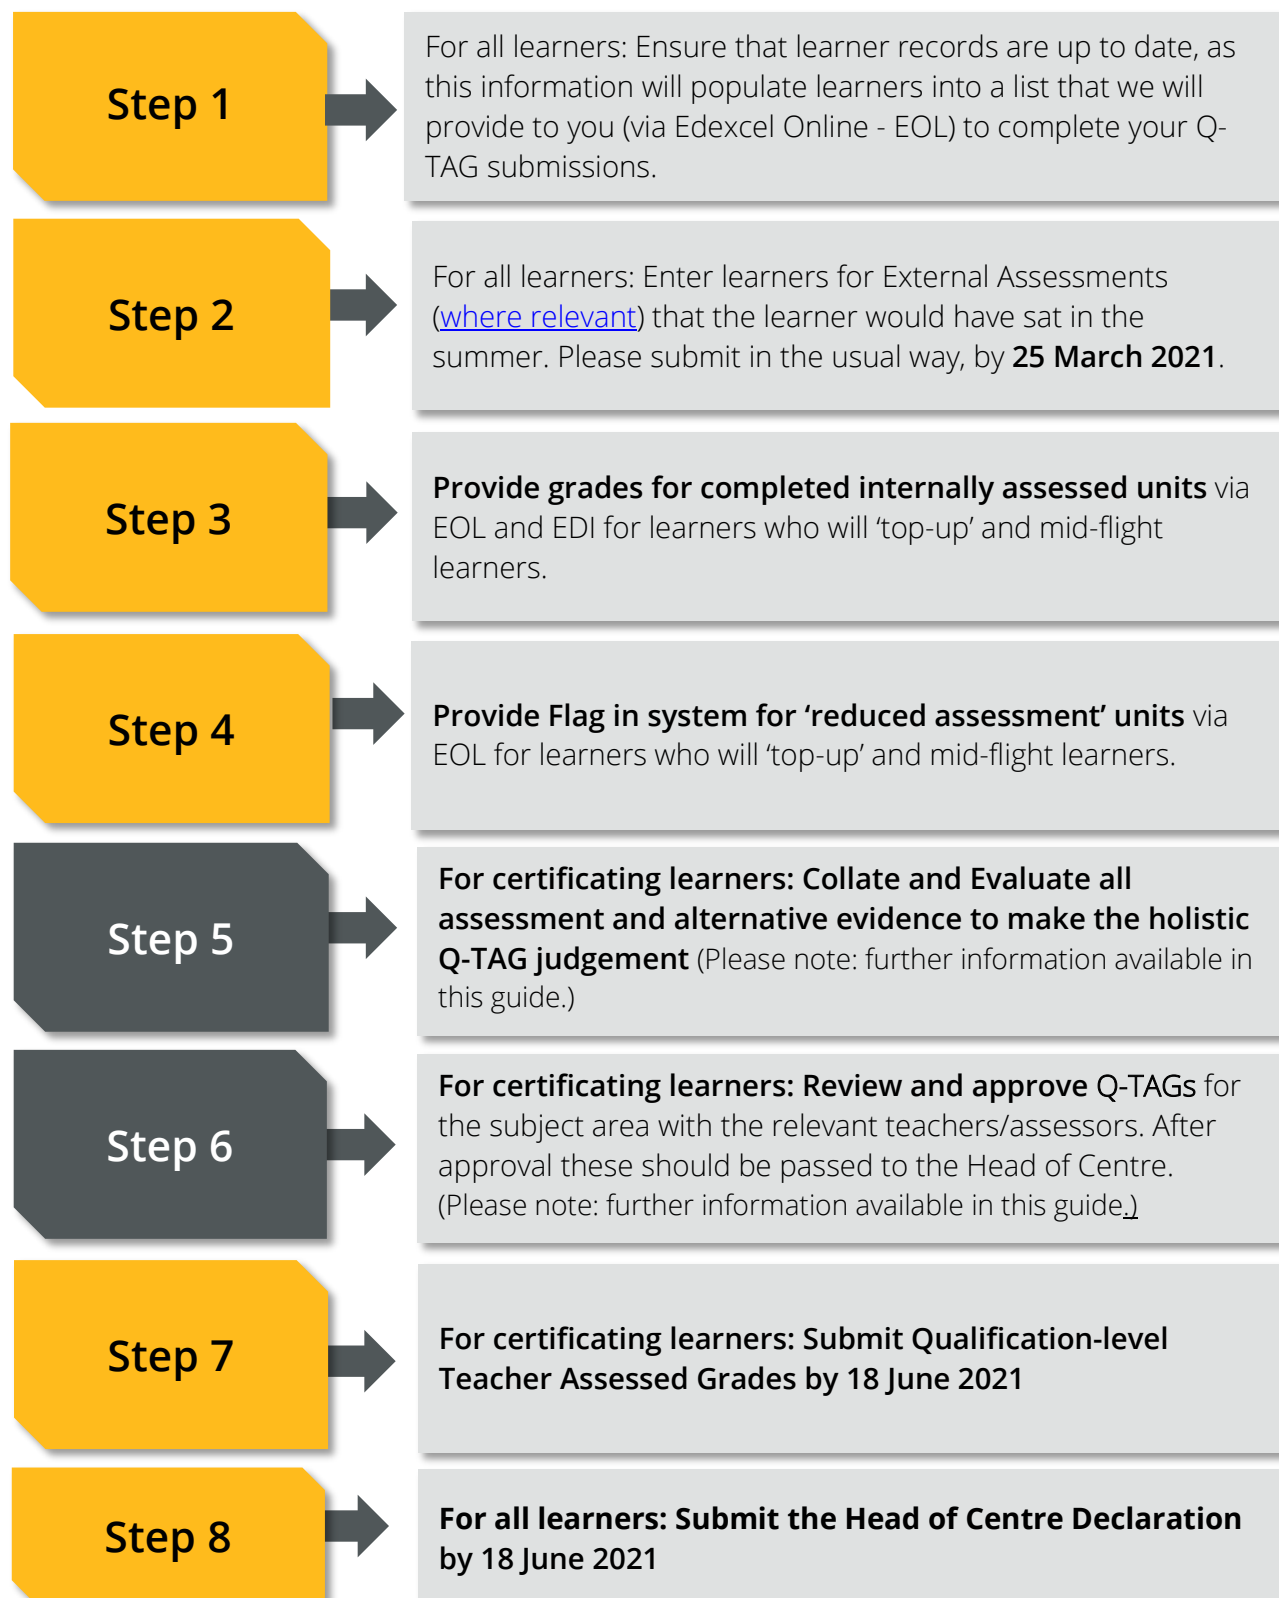 Step 1
For all learners: Ensure that learner records are up to date, as
this information will populate learners into a list that we will
provide to you (via Edexcel Online - EOL) to complete your Q-
TAG submissions.
Step 2
For all learners: Enter learners for External Assessments
(where relevant) that the learner would have sat in the
summer. Please submit in the usual way, by 25 March 2021.
Step 3
Provide grades for completed internally assessed units via
EOL and EDI for learners who will ‘top-up’ and mid-flight
learners.
Step 4
Provide Flag in system for ‘reduced assessment’ units via
EOL for learners who will ‘top-up’ and mid-flight learners.
Step 5
For certificating learners: Collate and Evaluate all
assessment and alternative evidence to make the holistic
Q-TAG judgement (Please note: further information available in
this guide.)
Step 6
For certificating learners: Review and approve Q-TAGs for
the subject area with the relevant teachers/assessors. After
approval these should be passed to the Head of Centre.
(Please note: further information available in this guide.)
Step 7
For certificating learners: Submit Qualification-level
Teacher Assessed Grades by 18 June 2021
Step 8
For all learners: Submit the Head of Centre Declaration
by 18 June 2021